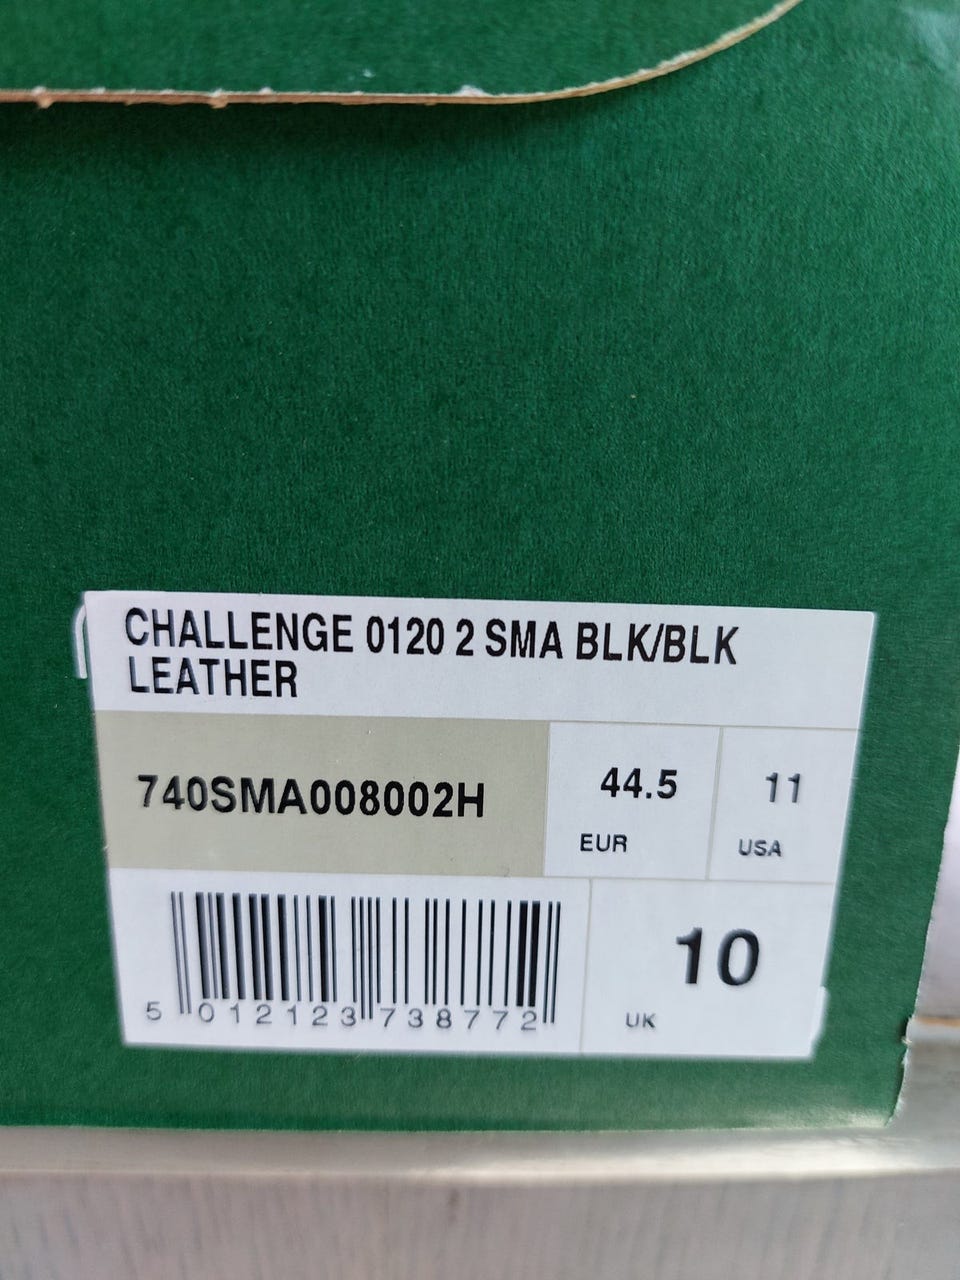 CHALLENGE 0120 2 SMA BLK/BLK
LEATHER
740SMA008002H
44.5
EUR
11
USA
5 012123 738772
10
UK